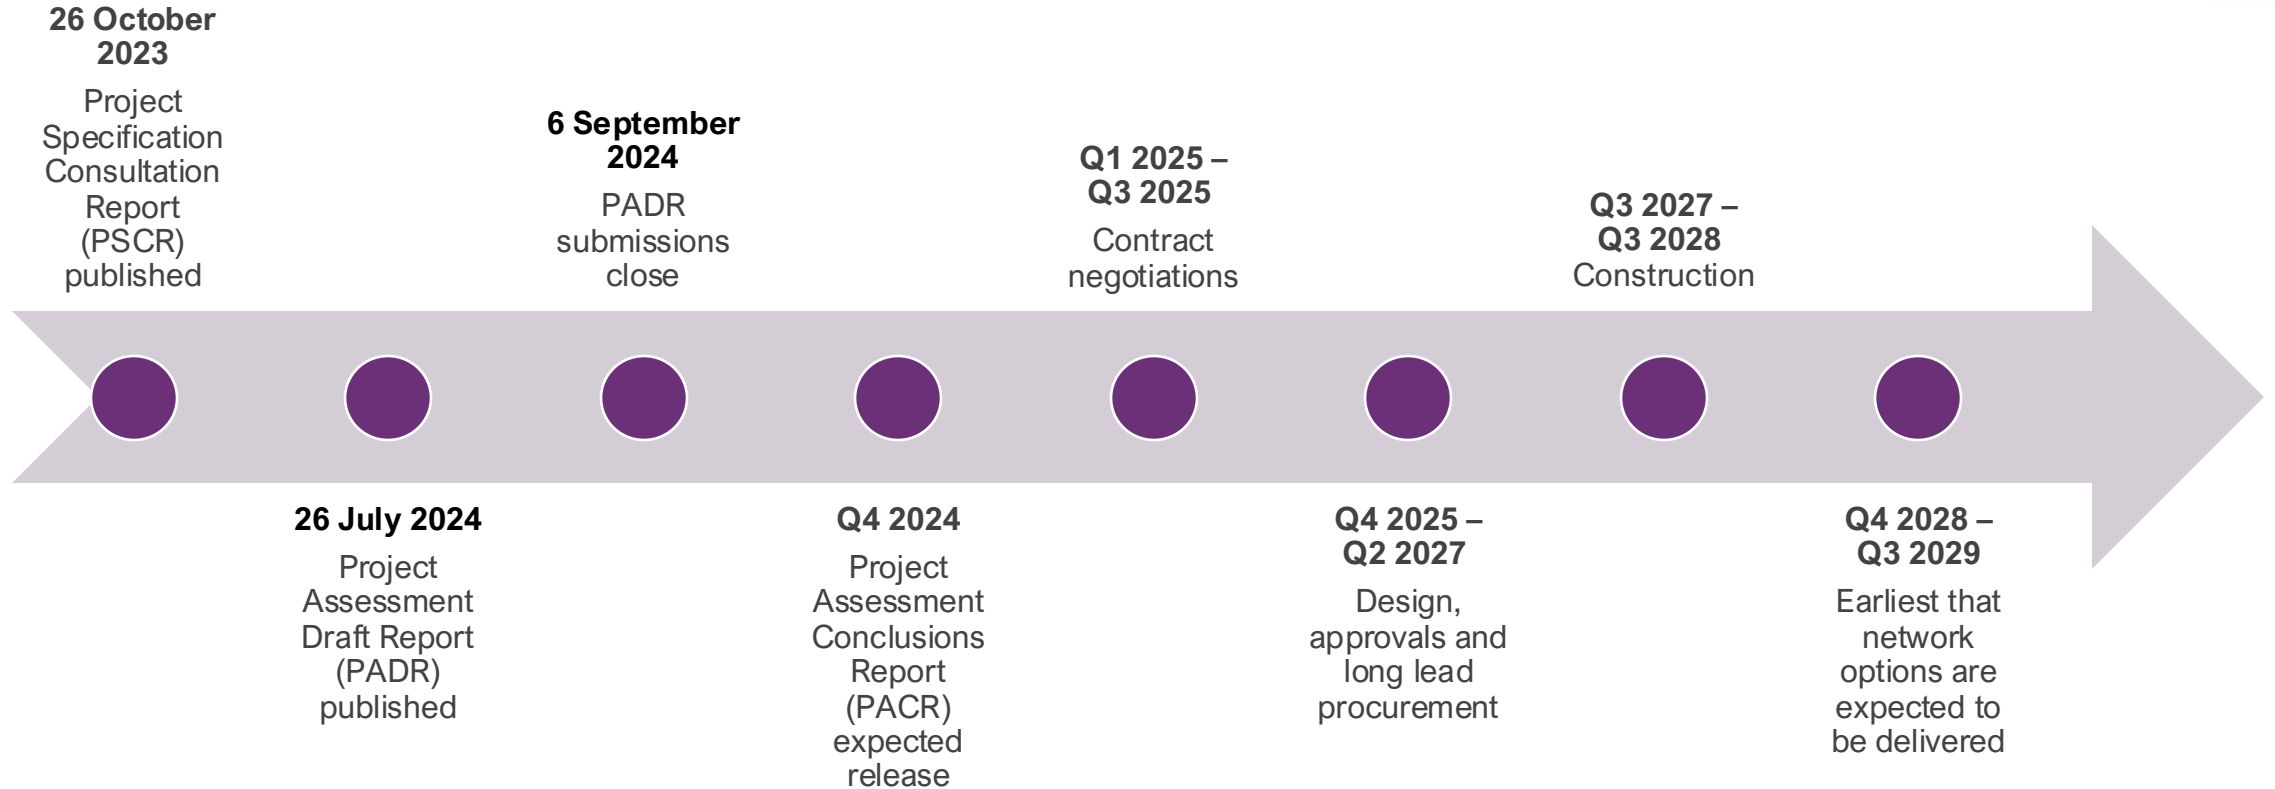 26 October
2023
Project
Specification
Consultation
Report
(PSCR)
published
26 July 2024
Project
Assessment
Draft Report
(PADR)
published
6 September
2024
PADR
submissions
close
Q4 2024
Project
Assessment
Conclusions
Report
(PACR)
expected
release
Q1 2025 –
Q3 2025
Contract
negotiations
Q4 2025 –
Q2 2027
Design,
approvals and
long lead
procurement
Q3 2027 –
Q3 2028
Construction
Q4 2028 –
Q3 2029
Earliest that
network
options are
expected to
be delivered